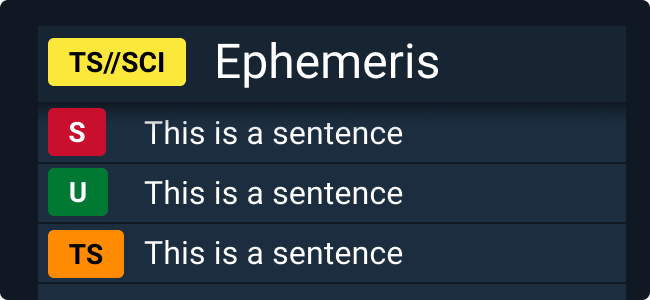 TS//SCI Ephemeris
S This is a sentence
U This is a sentence
TS This is a sentence